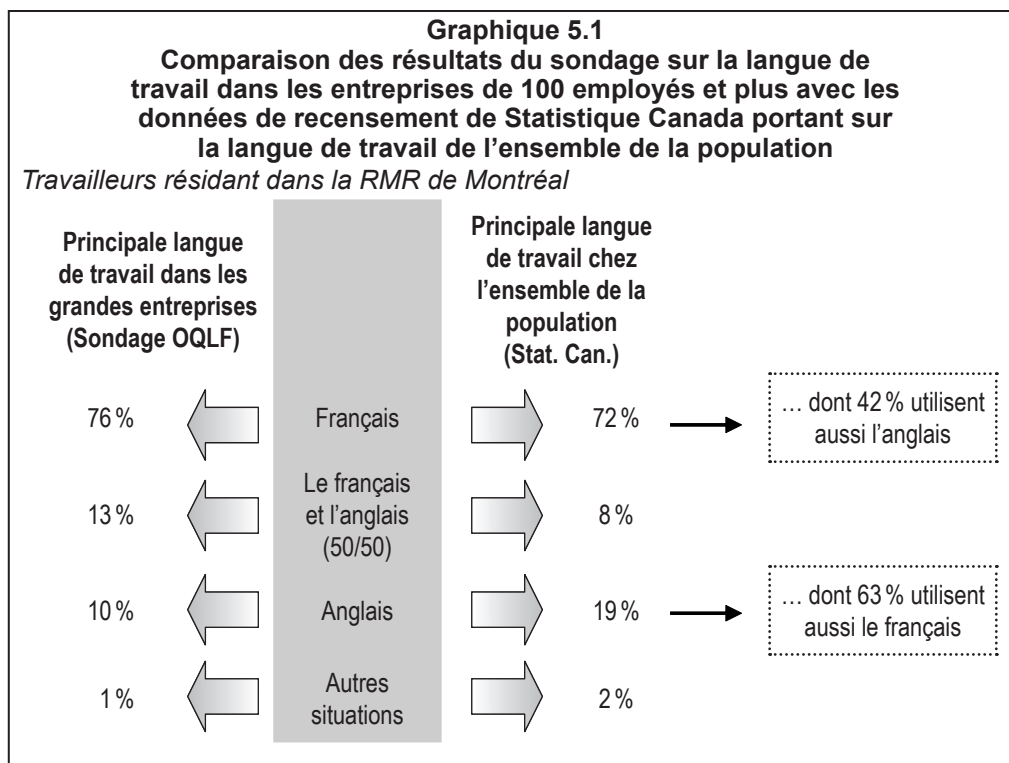 Graphique 5.1
Comparaison des résultats du sondage sur la langue de
travail dans les entreprises de 100 employés et plus avec les
données de recensement de Statistique Canada portant sur
la langue de travail de l’ensemble de la population
Travailleurs résidant dans la RMR de Montréal
Principale langue
de travail dans les
grandes entreprises
(Sondage OQLF)
Principale langue
de travail chez
l’ensemble de la
population
(Stat. Can.)
76 %
Français
72 %
… dont 42 % utilisent
aussi l’anglais
13 %
Le français
et l’anglais
(50/50)
8 %
10 %
Anglais
19 %
… dont 63 % utilisent
aussi le français
1 %
Autres
situations
2 %